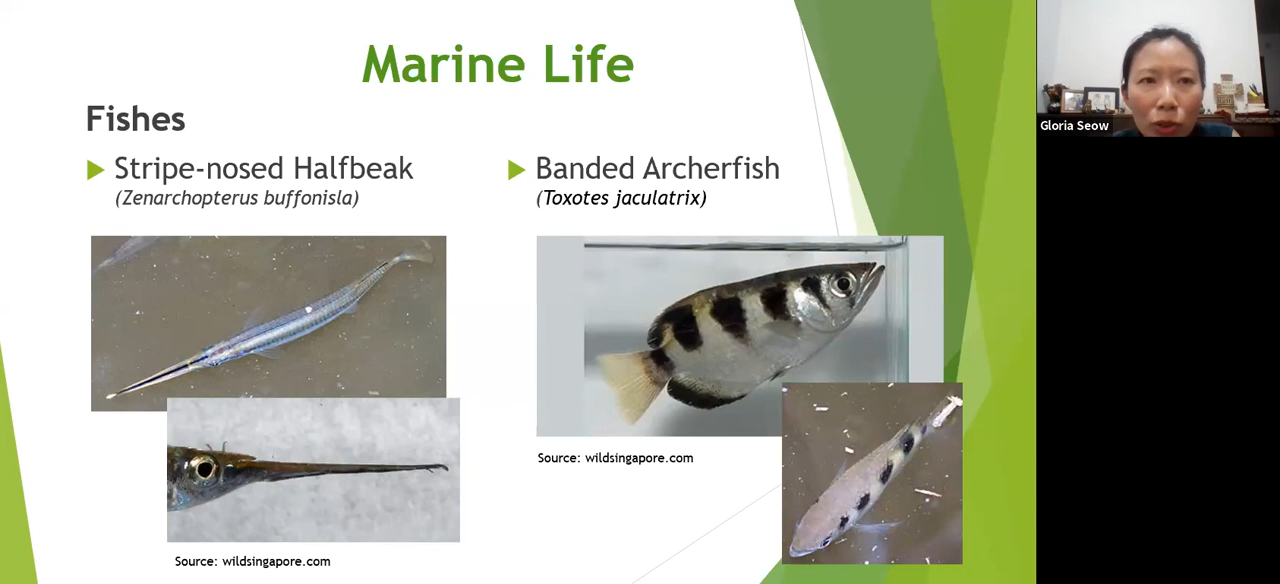 Marine Life
Fishes
Stripe-nosed Halfbeak
(Zenarchopterus buffonisla)
Banded Archerfish
(Toxotes jaculatrix)
Source: wildsingapore.com
Source: wildsingapore.com
Gloria Seow